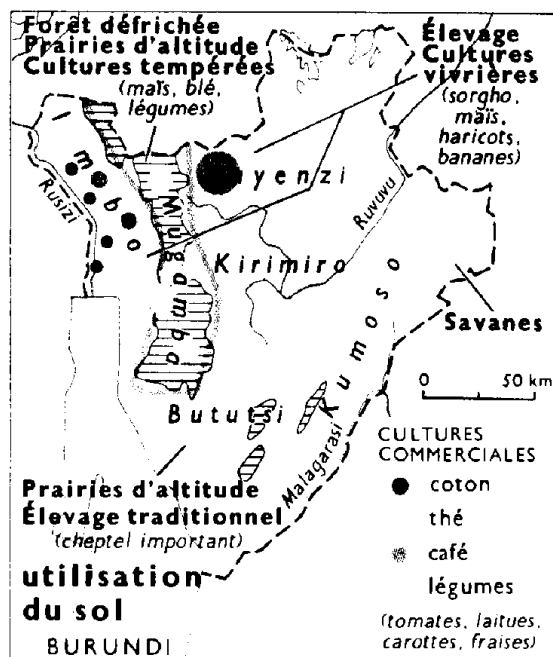 Forêt défrichée
Prairies d'altitude
Cultures tempérées
(maïs, blé,
légumes)
Élevage
Cultures
vivrières
(sorgho,
maïs,
haricots,
bananes)
Imbo
Rusizi
Mugamba
yenzi
Ruvuvu
Kirimiro
Kumoso
Savanes
0 50 km
Bututsi
Malagarasi
Prairies d'altitude
Élevage traditionnel
(cheptel important)
CULTURES
COMMERCIALES
coton
thé
café
légumes
(tomates, laitues,
carottes, fraises)
utilisation
du sol
BURUNDI